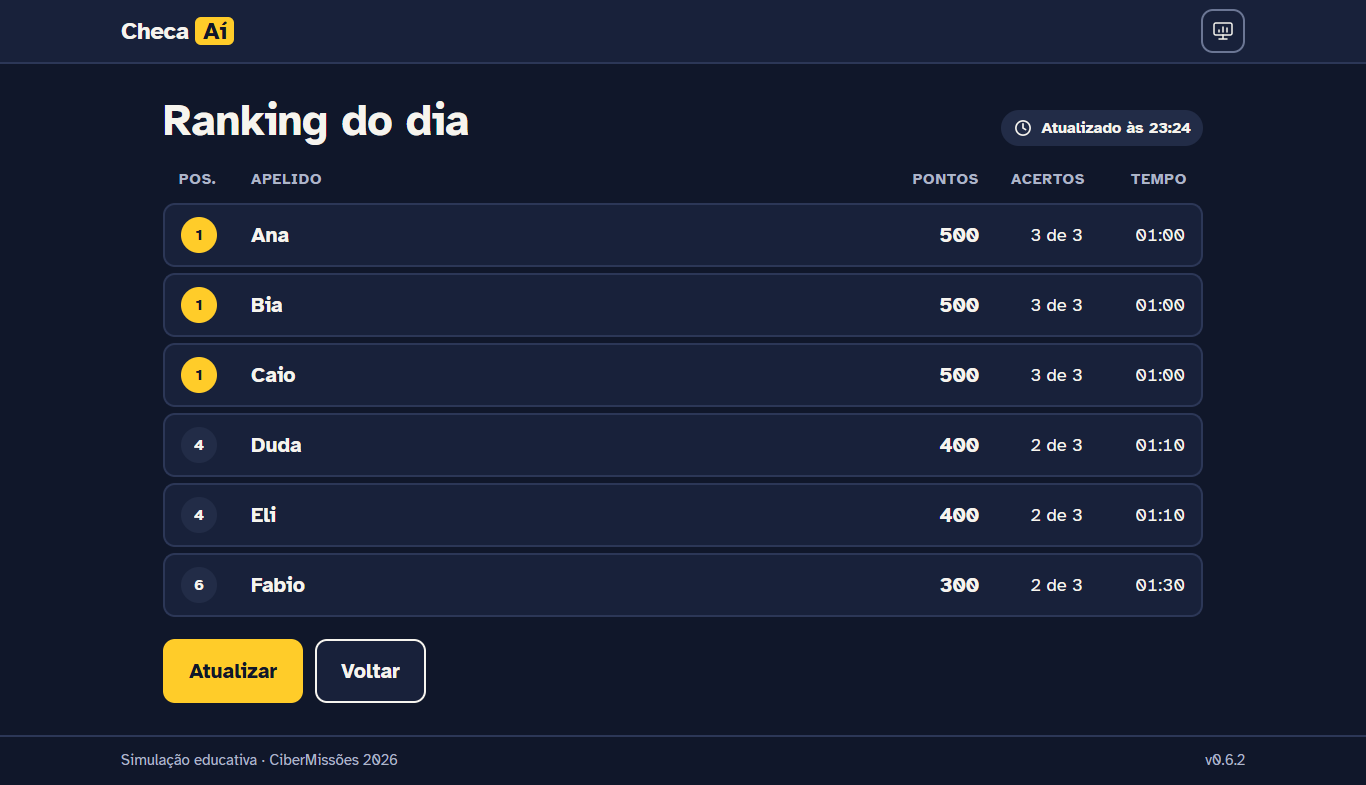 Checa Aí
Ranking do dia
Atualizado às 23:24
POS. APELIDO PONTOS ACERTOS TEMPO
1 Ana 500 3 de 3 01:00
1 Bia 500 3 de 3 01:00
1 Caio 500 3 de 3 01:00
4 Duda 400 2 de 3 01:10
4 Eli 400 2 de 3 01:10
6 Fabio 300 2 de 3 01:30
Atualizar Voltar
Simulação educativa · CiberMissões 2026 v0.6.2